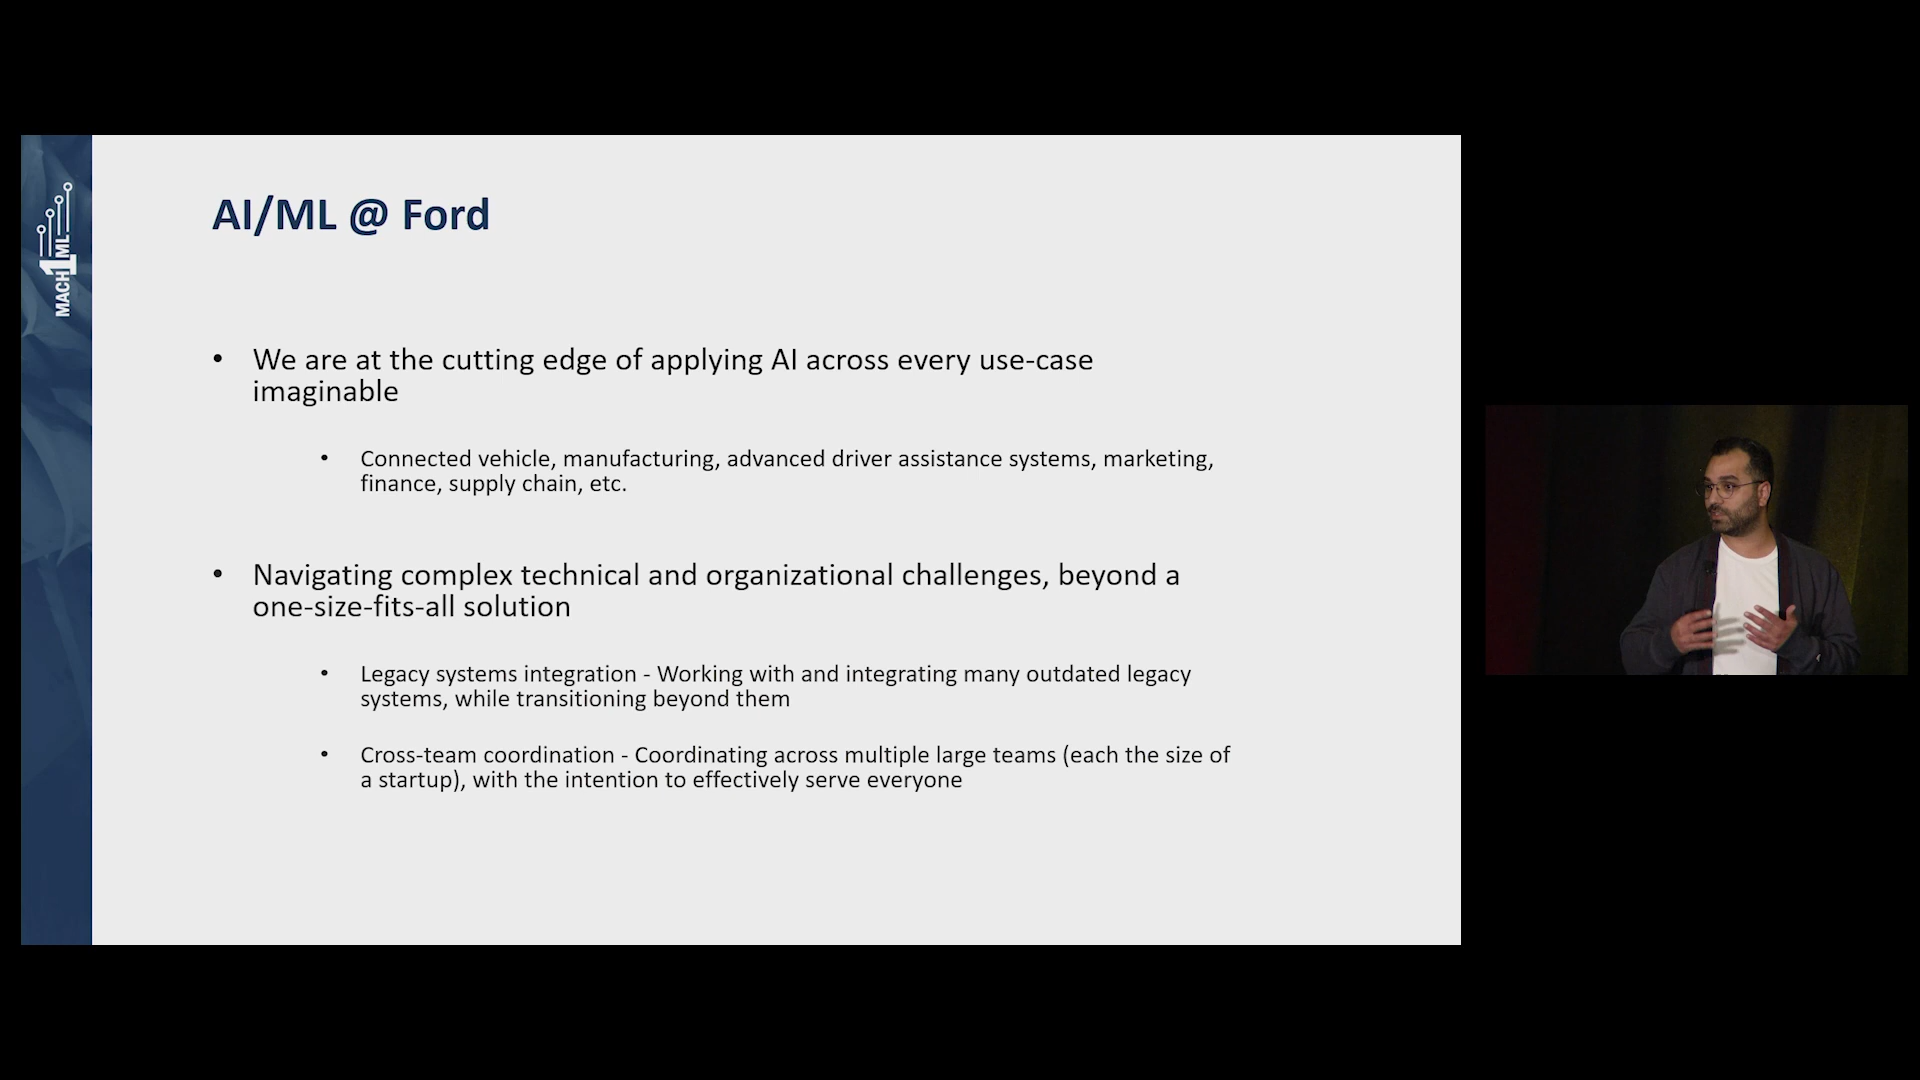 MACH1ML
AI/ML @ Ford
• We are at the cutting edge of applying AI across every use-case
imaginable
• Connected vehicle, manufacturing, advanced driver assistance systems, marketing,
finance, supply chain, etc.
• Navigating complex technical and organizational challenges, beyond a
one-size-fits-all solution
• Legacy systems integration - Working with and integrating many outdated legacy
systems, while transitioning beyond them
• Cross-team coordination - Coordinating across multiple large teams (each the size of
a startup), with the intention to effectively serve everyone